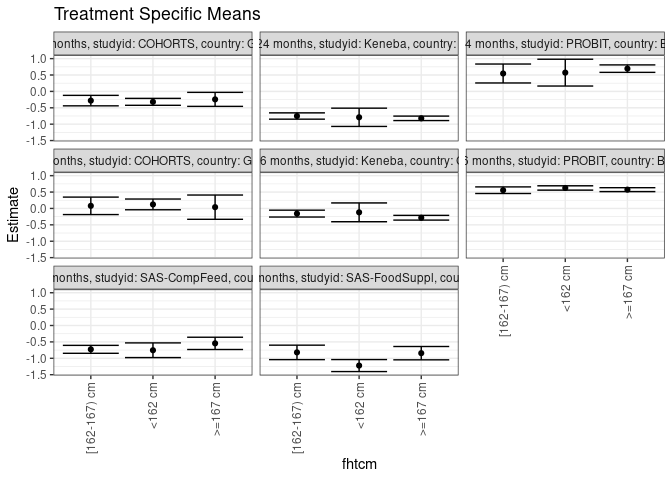 Treatment Specific Means
months, studyid: COHORTS, country: G
24 months, studyid: Keneba, country:
4 months, studyid: PROBIT, country: B
1.0
0.5
0.0
-0.5
-1.0
-1.5
onths, studyid: COHORTS, country: G
6 months, studyid: Keneba, country: G
6 months, studyid: PROBIT, country: B
1.0
0.5
0.0
-0.5
-1.0
-1.5
months, studyid: SAS-CompFeed, cou
months, studyid: SAS-FoodSuppl, cou
1.0
0.5
0.0
-0.5
-1.0
-1.5
Estimate
[162-167) cm
<162 cm
>=167 cm
[162-167) cm
<162 cm
>=167 cm
[162-167) cm
<162 cm
>=167 cm
fhtcm